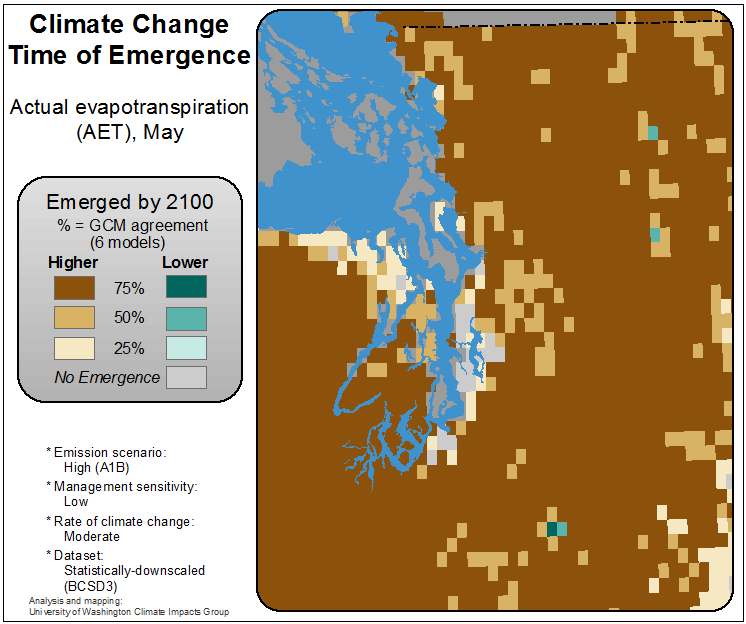 Climate Change
Time of Emergence
Actual evapotranspiration
(AET), May
Emerged by 2100
% = GCM agreement
(6 models)
Higher Lower
75%
50%
25%
No Emergence
* Emission scenario:
High (A1B)
* Management sensitivity:
Low
* Rate of climate change:
Moderate
* Dataset:
Statistically-downscaled
(BCSD3)
Analysis and mapping:
University of Washington Climate Impacts Group